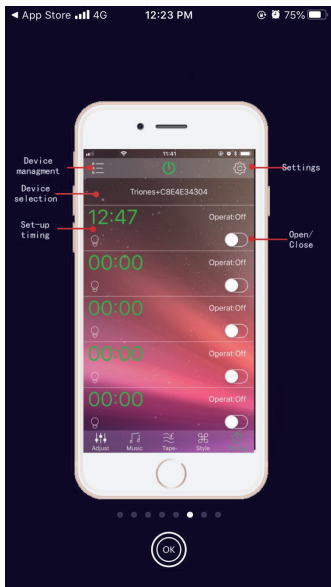 ◀ App Store 4G 12:23 PM 75%
11:41
Device
managment
Settings
Device
selection
Triones+C8E4E34304
Set-up
timing
12:47
Operat:Off
Open/
Close
00:00
Operat:Off
00:00
Operat:Off
00:00
Operat:Off
00:00
Operat:Off
Adjust Music Tape- Style
OK